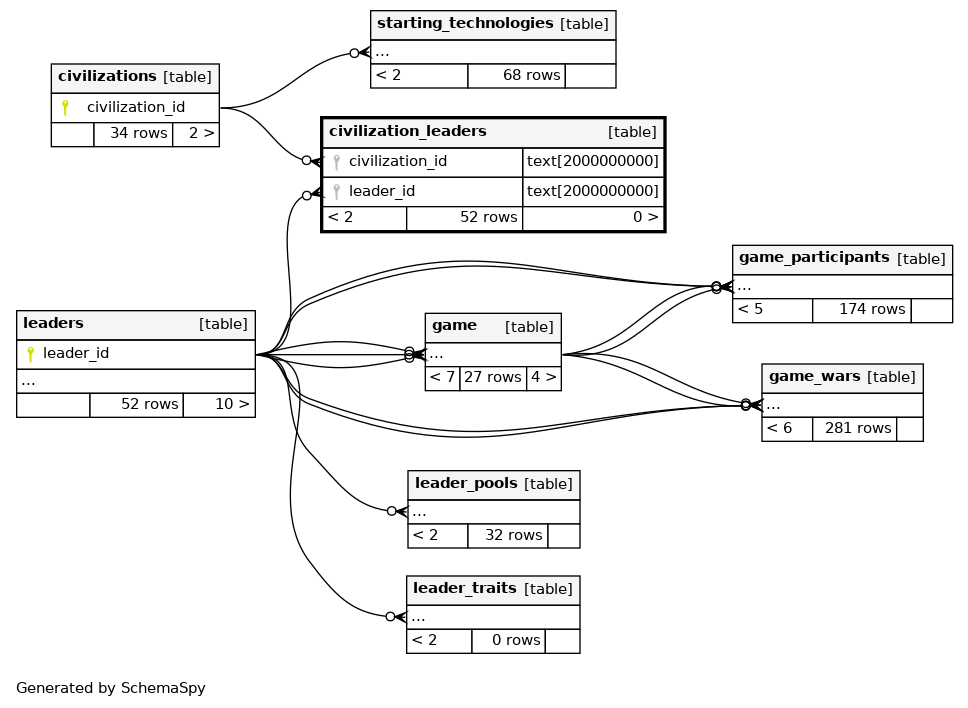 starting_technologies [table]
...
< 2 68 rows
civilizations [table]
civilization_id
34 rows 2 >
civilization_leaders [table]
civilization_id text[2000000000]
leader_id text[2000000000]
< 2 52 rows 0 >
game_participants [table]
...
< 5 174 rows
leaders [table]
leader_id
...
52 rows 10 >
game [table]
...
< 7 27 rows 4 >
game_wars [table]
...
< 6 281 rows
leader_pools [table]
...
< 2 32 rows
leader_traits [table]
...
< 2 0 rows
Generated by SchemaSpy